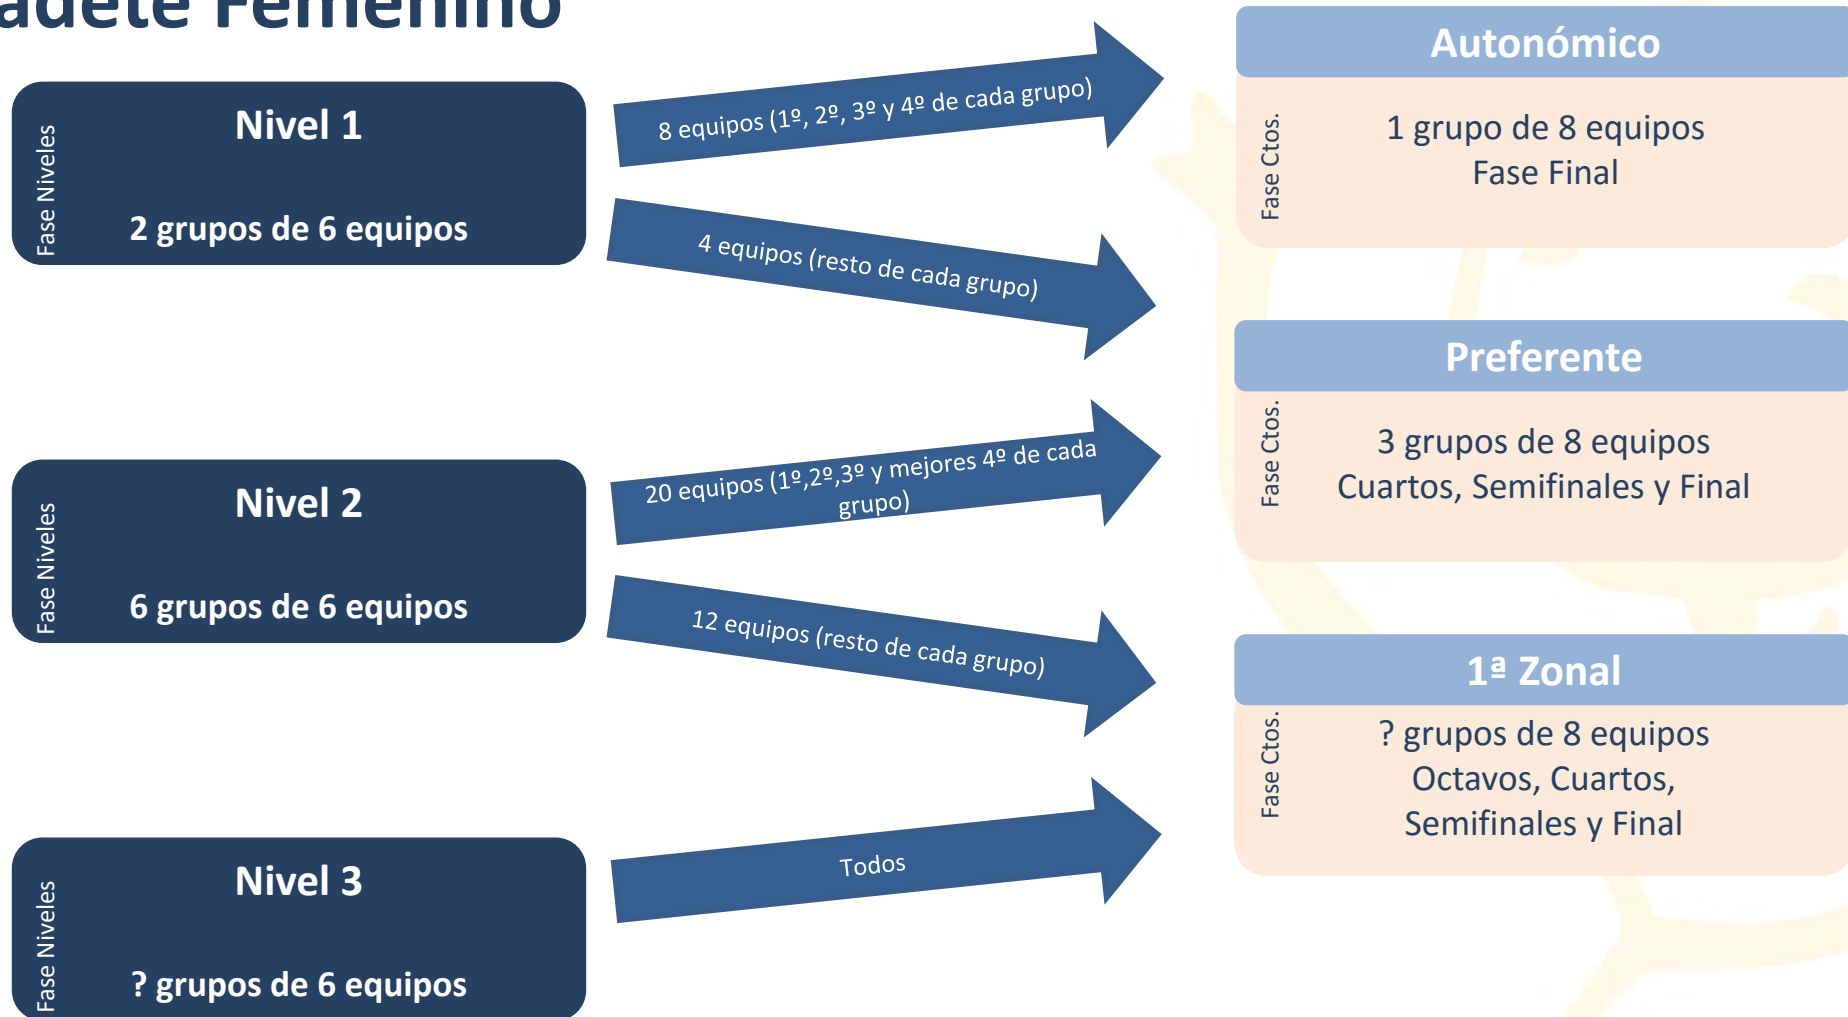 adete Femenino
Nivel 1
Fase Niveles
2 grupos de 6 equipos
8 equipos (1º, 2º, 3º y 4º de cada grupo)
4 equipos (resto de cada grupo)
Autonómico
Fase Ctos.
1 grupo de 8 equipos
Fase Final
Nivel 2
Fase Niveles
6 grupos de 6 equipos
20 equipos (1º,2º,3º y mejores 4º de cada
grupo)
12 equipos (resto de cada grupo)
Preferente
Fase Ctos.
3 grupos de 8 equipos
Cuartos, Semifinales y Final
Nivel 3
Fase Niveles
? grupos de 6 equipos
Todos
1ª Zonal
Fase Ctos.
? grupos de 8 equipos
Octavos, Cuartos,
Semifinales y Final